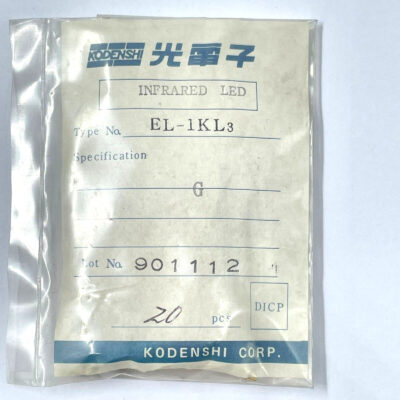 KODENSHI 光電子
INFRARED LED
Type No. EL-1KL3
Specification
G
Lot No. 901112
20 pcs
DICP
KODENSHI CORP.